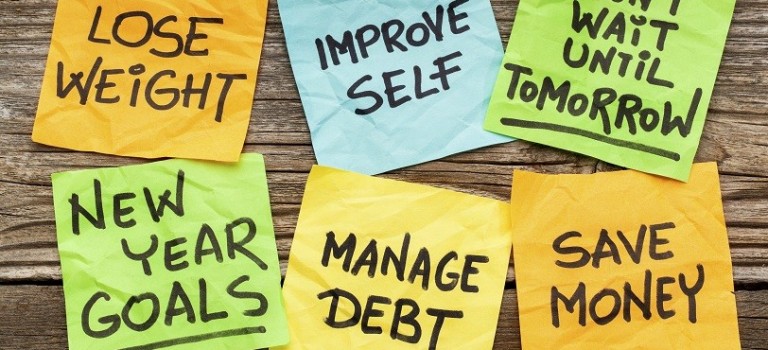 LOSE
WEIGHT
IMPROVE
SELF
WAIT
UNTIL
TOMORROW
NEW
YEAR
GOALS
MANAGE
DEBT
SAVE
MONEY